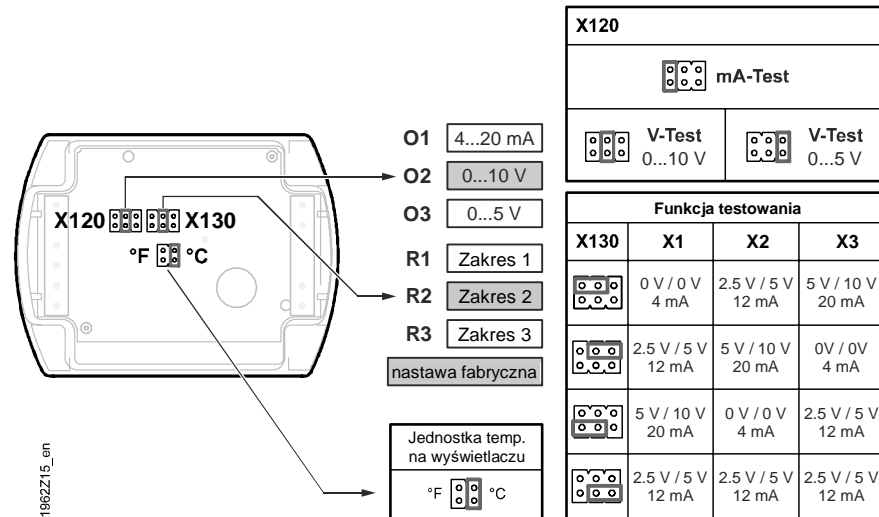 X120 X130
°F °C
O1 4...20 mA
O2 0...10 V
O3 0...5 V
R1 Zakres 1
R2 Zakres 2
R3 Zakres 3
nastawa fabryczna
Jednostka temp.
na wyświetlaczu
°F °C
1962Z15_en
X120
mA-Test
V-Test
0...10 V
V-Test
0...5 V
Funkcja testowania
X130 X1 X2 X3
0 V / 0 V 2.5 V / 5 V 5 V / 10 V
4 mA 12 mA 20 mA
2.5 V / 5 V 5 V / 10 V 0V / 0V
12 mA 20 mA 4 mA
5 V / 10 V 0 V / 0 V 2.5 V / 5 V
20 mA 4 mA 12 mA
2.5 V / 5 V 2.5 V / 5 V 2.5 V / 5 V
12 mA 12 mA 12 mA